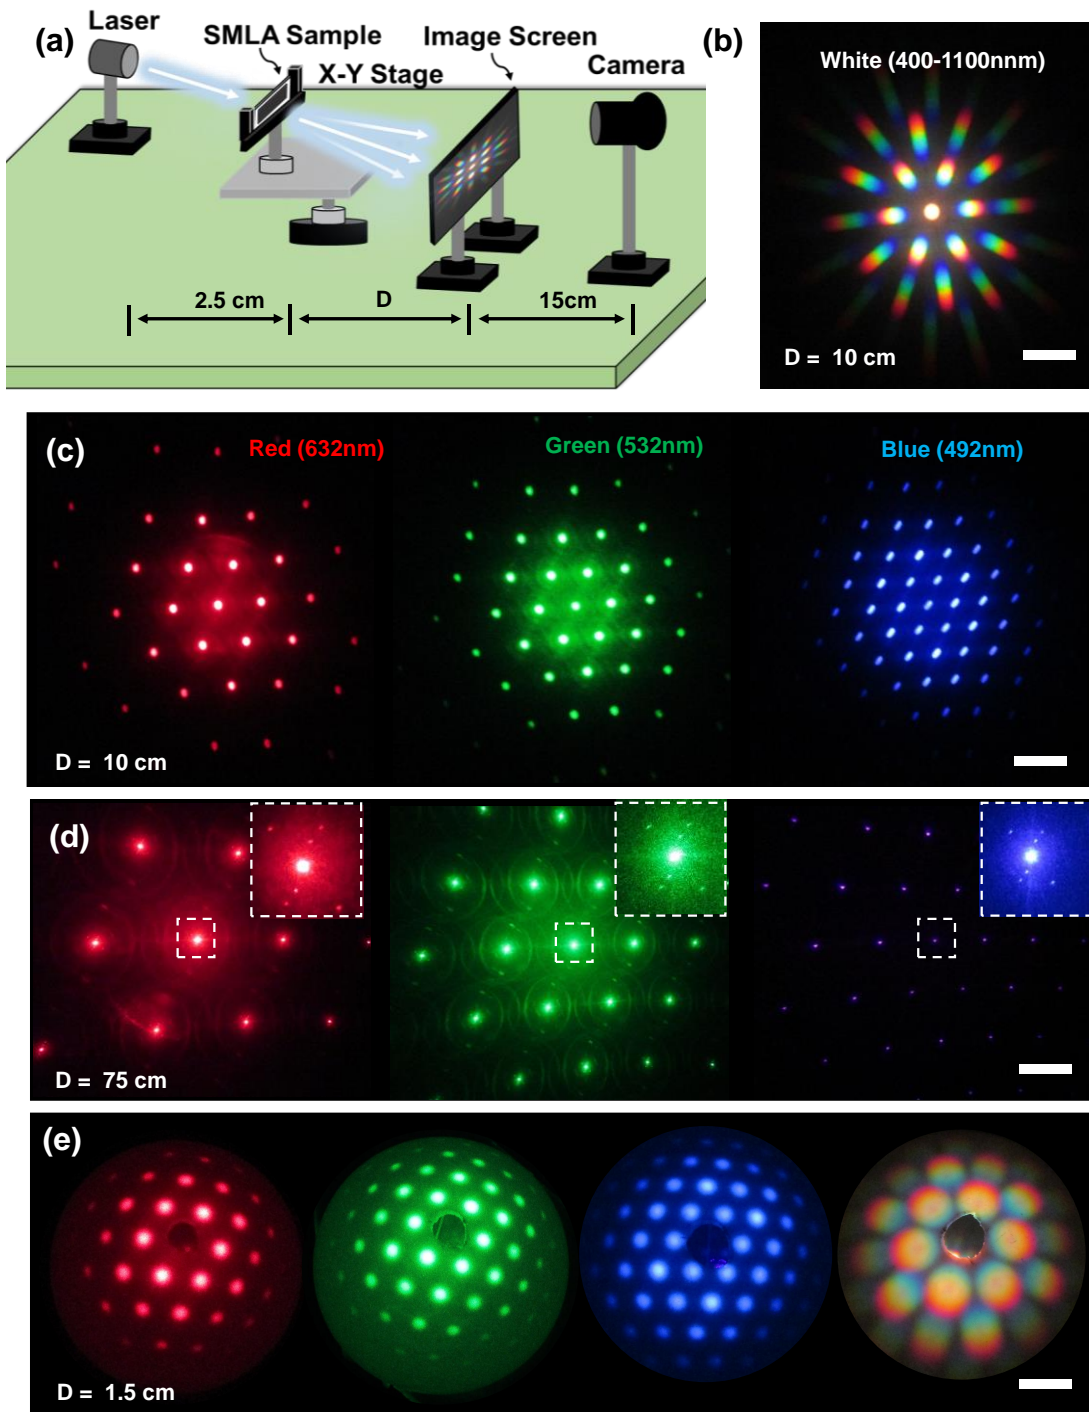 (a)
Laser
SMLA Sample
X-Y Stage
Image Screen
Camera
2.5 cm
D
15cm
(b)
White (400-1100nnm)
D = 10 cm
(c)
Red (632nm)
Green (532nm)
Blue (492nm)
D = 10 cm
(d)
D = 75 cm
(e)
D = 1.5 cm